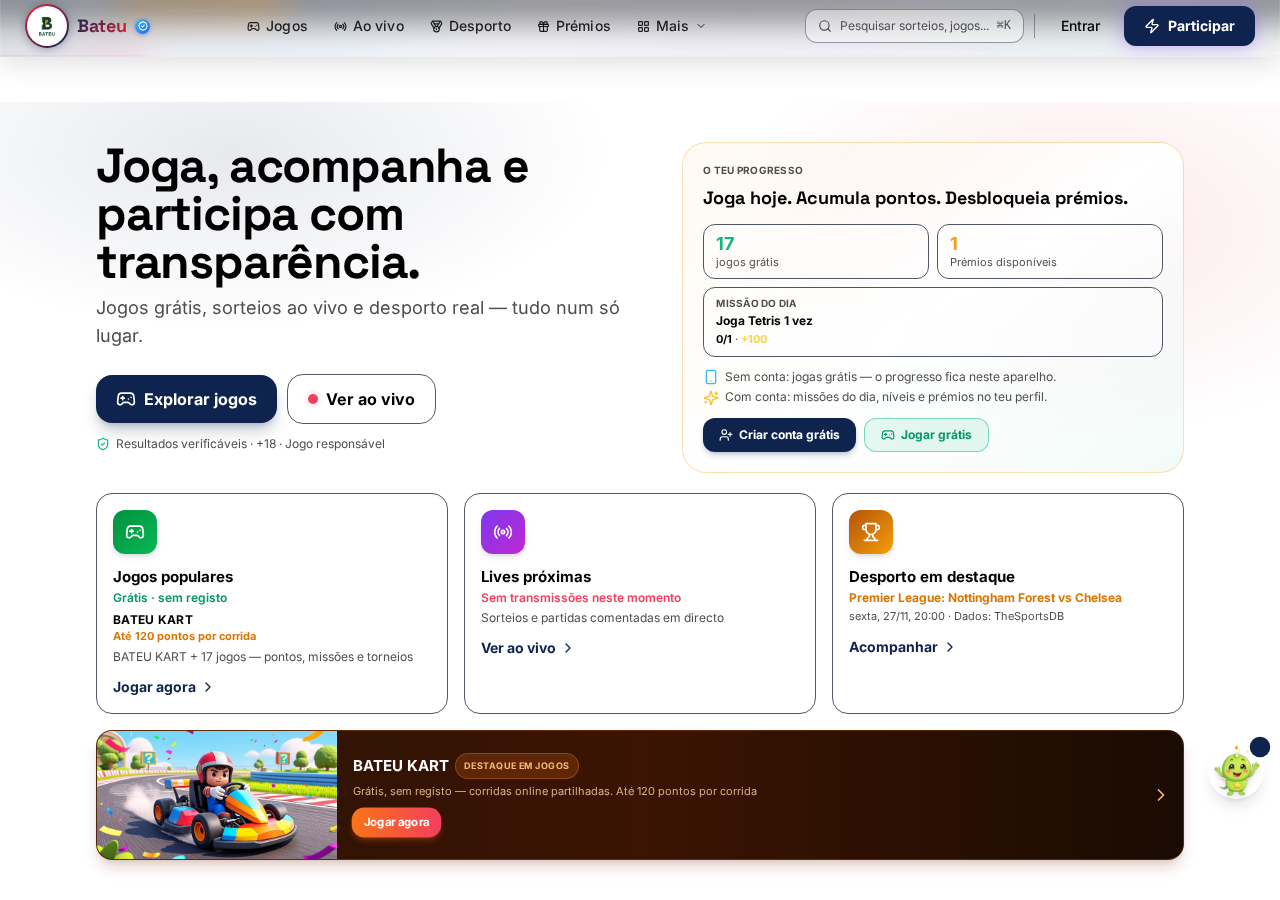 B
BATEU
Bateu
Jogos
Ao vivo
Desporto
Prémios
Mais
Pesquisar sorteios, jogos... ⌘K
Entrar
Participar
Joga, acompanha e
participa com
transparência.
Jogos grátis, sorteios ao vivo e desporto real — tudo num só
lugar.
Explorar jogos
Ver ao vivo
Resultados verificáveis · +18 · Jogo responsável
O TEU PROGRESSO
Joga hoje. Acumula pontos. Desbloqueia prémios.
17
jogos grátis
1
Prémios disponíveis
MISSÃO DO DIA
Joga Tetris 1 vez
0/1 · +100
Sem conta: jogas grátis — o progresso fica neste aparelho.
Com conta: missões do dia, níveis e prémios no teu perfil.
Criar conta grátis
Jogar grátis
Jogos populares
Grátis · sem registo
BATEU KART
Até 120 pontos por corrida
BATEU KART + 17 jogos — pontos, missões e torneios
Jogar agora
Lives próximas
Sem transmissões neste momento
Sorteios e partidas comentadas em directo
Ver ao vivo
Desporto em destaque
Premier League: Nottingham Forest vs Chelsea
sexta, 27/11, 20:00 · Dados: TheSportsDB
Acompanhar
? ?
BATEU KART DESTAQUE EM JOGOS
Grátis, sem registo — corridas online partilhadas. Até 120 pontos por corrida
Jogar agora